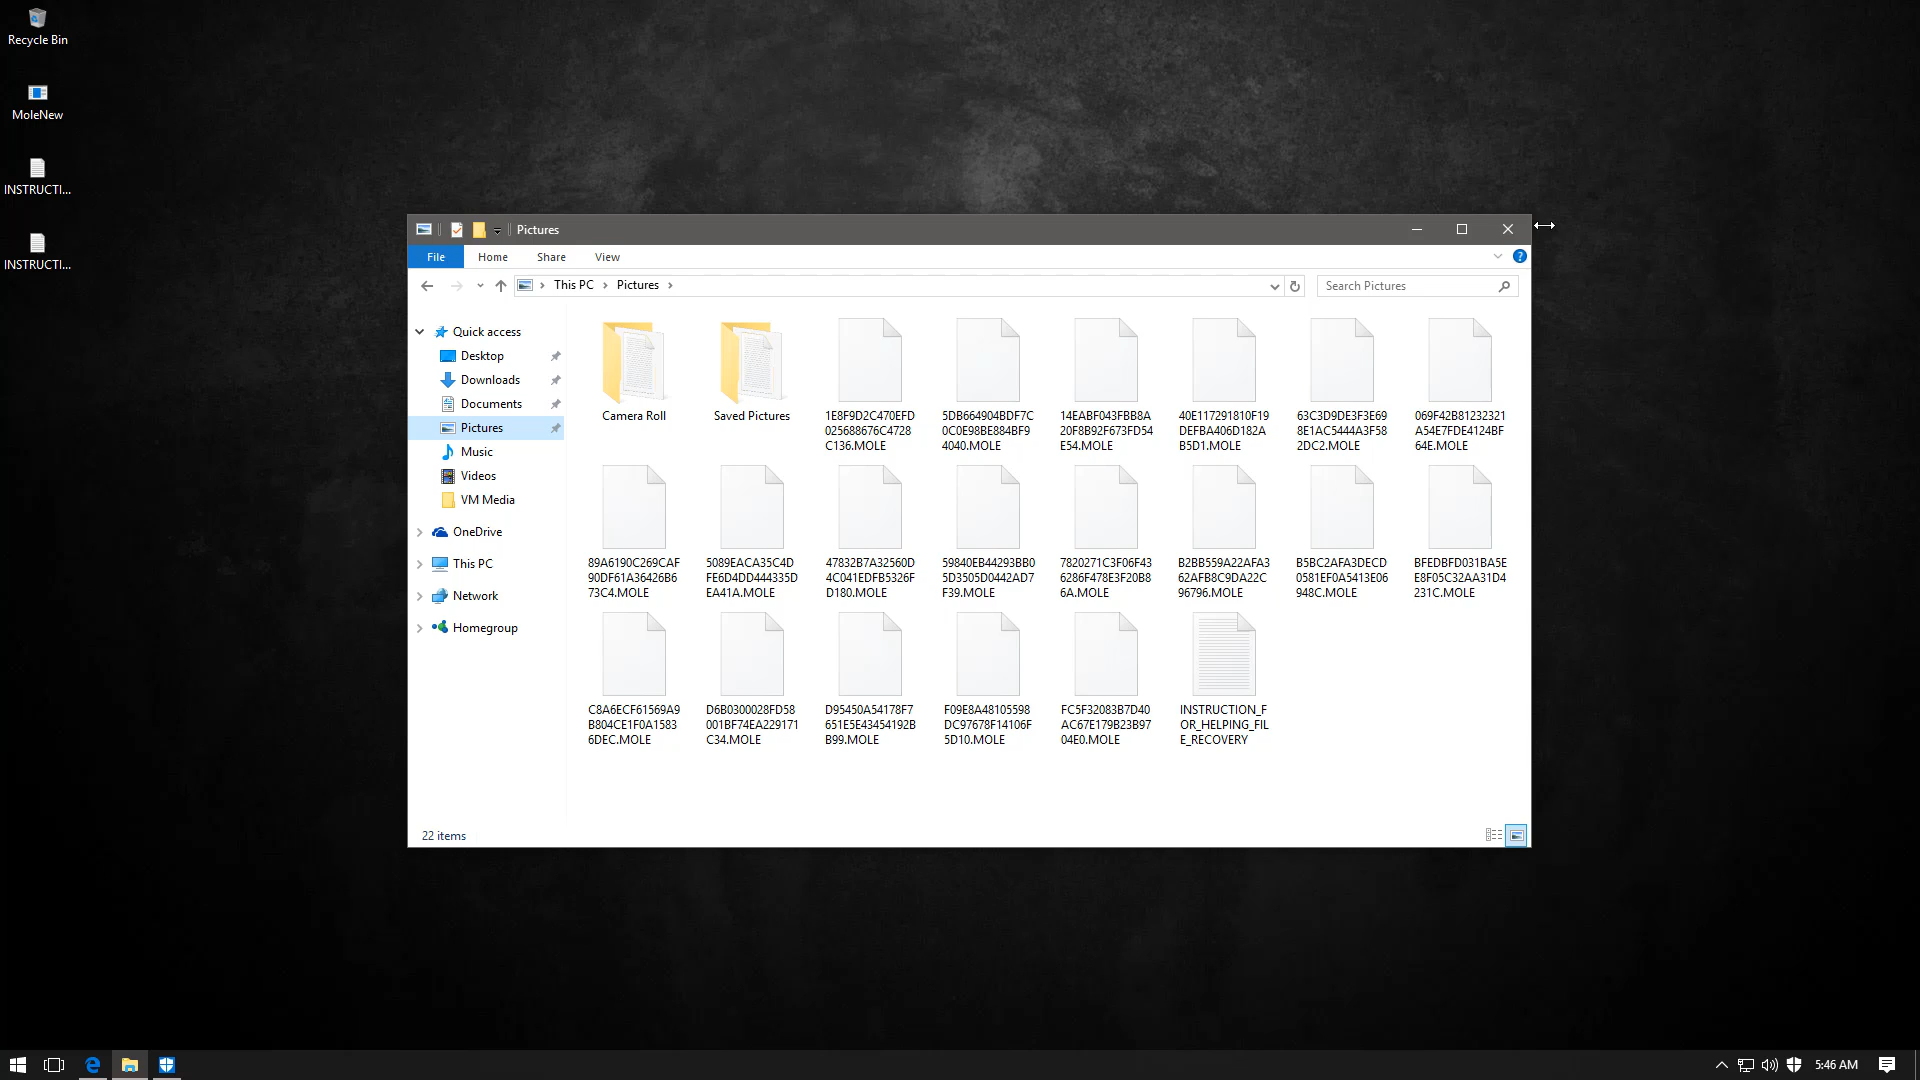 Recycle Bin
MoleNew
INSTRUCTI...
INSTRUCTI...
Pictures
File Home Share View
This PC Pictures
Search Pictures
Quick access
Desktop
Downloads
Documents
Pictures
Music
Videos
VM Media
OneDrive
This PC
Network
Homegroup
Camera Roll
Saved Pictures
1E8F9D2C470EFD
025688676C4728
C136.MOLE
5DB664904BDF7C
0C0E98BE884BF9
4040.MOLE
14EABF043FBB8A
20F8B92F673FD54
E54.MOLE
40E117291810F19
DEFBA406D182A
B5D1.MOLE
63C3D9DE3F3E69
8E1AC5444A3F58
2DC2.MOLE
069F42B81232321
A54E7FDE4124BF
64E.MOLE
89A6190C269CAF
90DF61A36426B6
73C4.MOLE
5089EACA35C4D
FE6D4DD444335D
EA41A.MOLE
47832B7A32560D
4C041EDFB5326F
D180.MOLE
59840EB44293BB0
5D3505D0442AD7
F39.MOLE
7820271C3F06F43
6286F478E3F20B8
6A.MOLE
B2BB559A22AFA3
62AFB8C9DA22C
96796.MOLE
B5BC2AFA3DECD
0581EF0A5413E06
948C.MOLE
BFEDBFD031BA5E
E8F05C32AA31D4
231C.MOLE
C8A6ECF61569A9
B804CE1F0A1583
6DEC.MOLE
D6B0300028FD58
001BF74EA229171
C34.MOLE
D95450A54178F7
651E5E43454192B
B99.MOLE
F09E8A48105598
DC97678F14106F
5D10.MOLE
FC5F32083B7D40
AC67E179B23B97
04E0.MOLE
INSTRUCTION_F
OR_HELPING_FIL
E_RECOVERY
22 items
5:46 AM